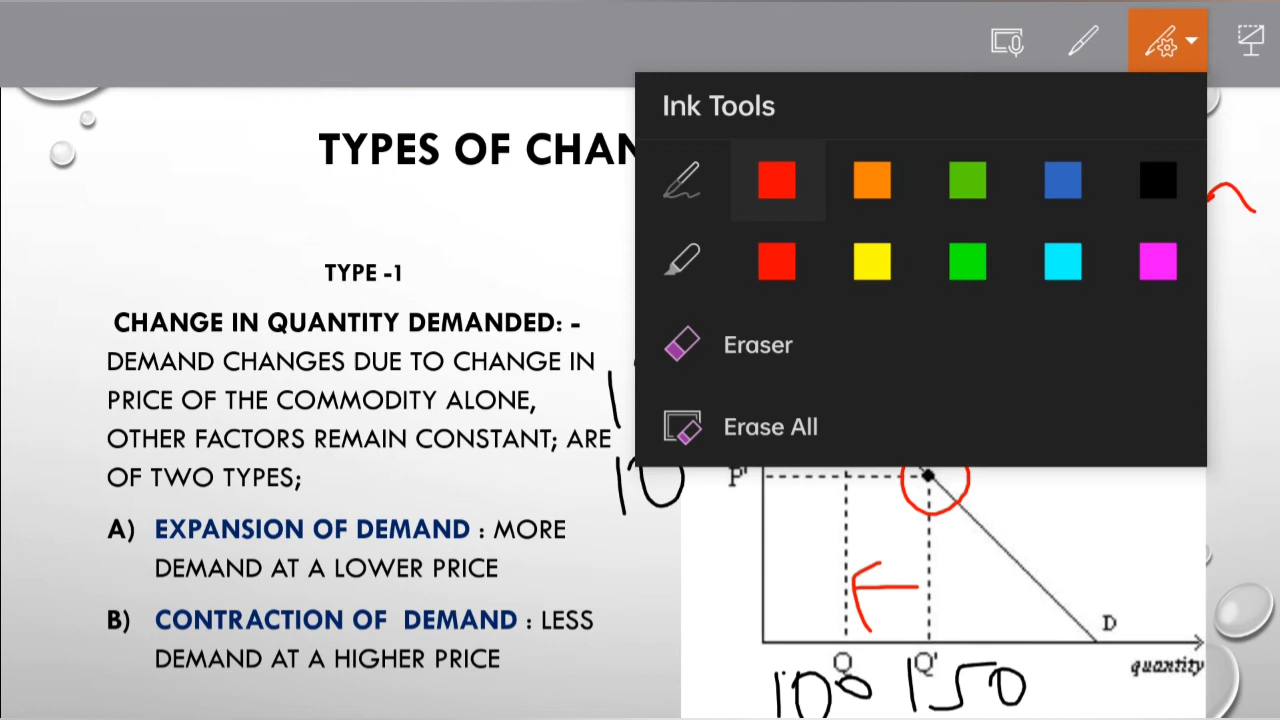 Ink Tools
TYPES OF CHAN
TYPE -1
CHANGE IN QUANTITY DEMANDED: -
DEMAND CHANGES DUE TO CHANGE IN
PRICE OF THE COMMODITY ALONE,
OTHER FACTORS REMAIN CONSTANT; ARE
OF TWO TYPES;
A) EXPANSION OF DEMAND : MORE
DEMAND AT A LOWER PRICE
B) CONTRACTION OF DEMAND : LESS
DEMAND AT A HIGHER PRICE
Eraser
Erase All
10
P'
D
Q Q'
quantity
100 150